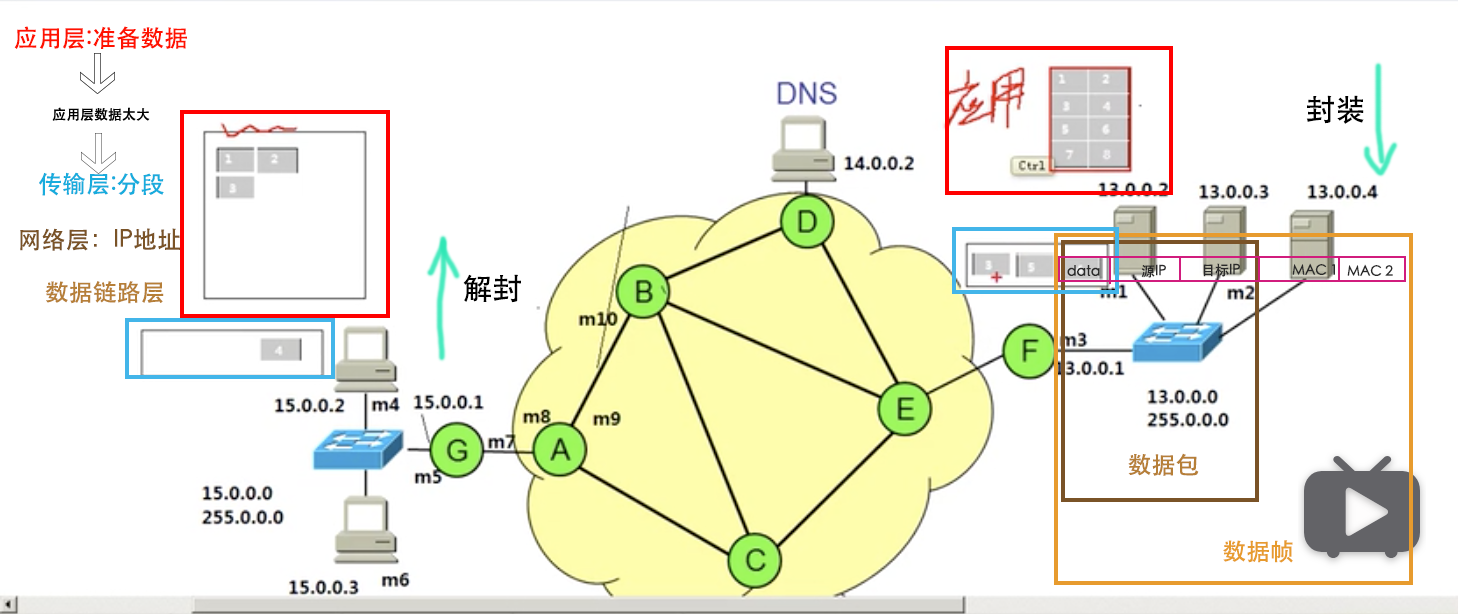 应用层:准备数据
应用层数据太大
传输层:分段
网络层：IP地址
数据链路层
1 2
3
4
解封
15.0.0.2 m4
15.0.0.1
m5
G
m7
15.0.0.0
255.0.0.0
15.0.0.3 m6
DNS
14.0.0.2
D
B
m10
m8
m9
A
C
E
F
应用
1 2
3 4
5 6
7 8
Ctrl
封装
13.0.0.2 13.0.0.3 13.0.0.4
3 5 data 源IP 目标IP MAC 1 MAC 2
m1 m2
m3
13.0.0.1
13.0.0.0
255.0.0.0
数据包
数据帧